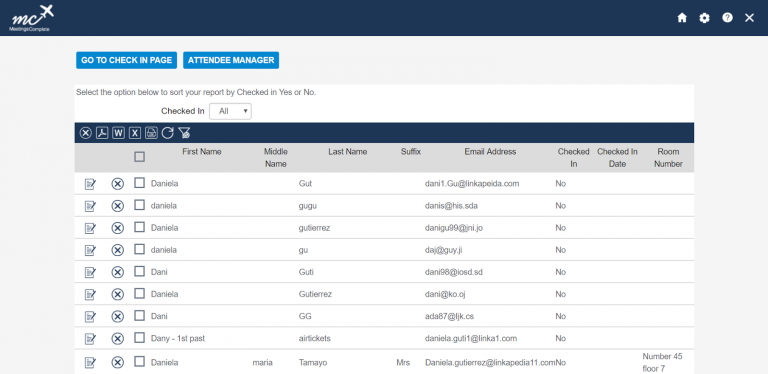 mc
MeetingsComplete
GO TO CHECK IN PAGE ATTENDEE MANAGER
Select the option below to sort your report by Checked in Yes or No.
Checked In All
First Name Middle Name Last Name Suffix Email Address Checked In Checked In Date Room Number
Daniela Gut dani1.Gu@linkapeida.com No
daniela gugu danis@his.sda No
Daniela gutierrez danigu99@jni.jo No
daniela gu daj@guy.ji No
Dani Guti dani98@iosd.sd No
Daniela Gutierrez dani@ko.oj No
Dani GG ada87@ljk.cs No
Dany - 1st past airtickets daniela.guti1@linka1.com No
Daniela maria Tamayo Mrs Daniela.gutierrez@linkapedia11.com No Number 45 floor 7